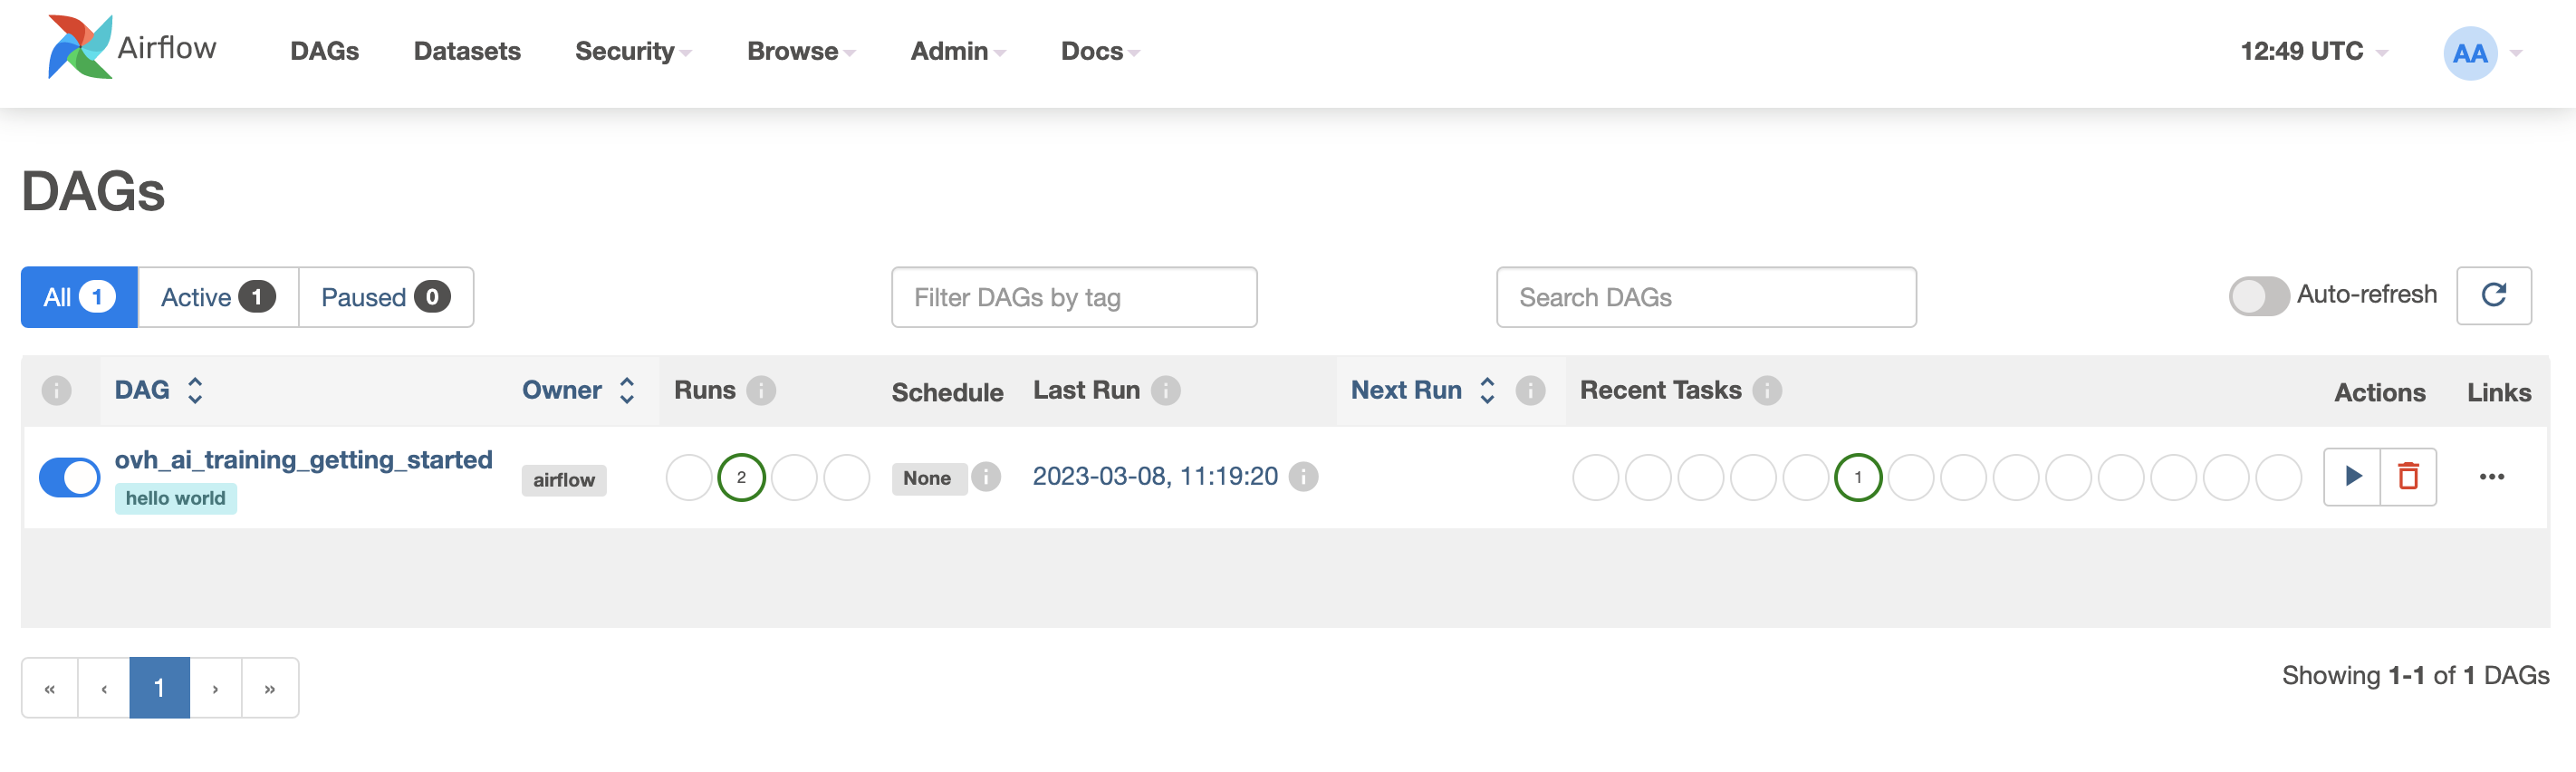 Airflow DAGs Datasets Security Browse Admin Docs 12:49 UTC AA
DAGs
All 1 Active 1 Paused 0 Filter DAGs by tag Search DAGs Auto-refresh
i DAG Owner Runs i Schedule Last Run i Next Run i Recent Tasks i Actions Links
ovh_ai_training_getting_started airflow 2 None i 2023-03-08, 11:19:20 i 1 •••
hello world
« ‹ 1 › » Showing 1-1 of 1 DAGs